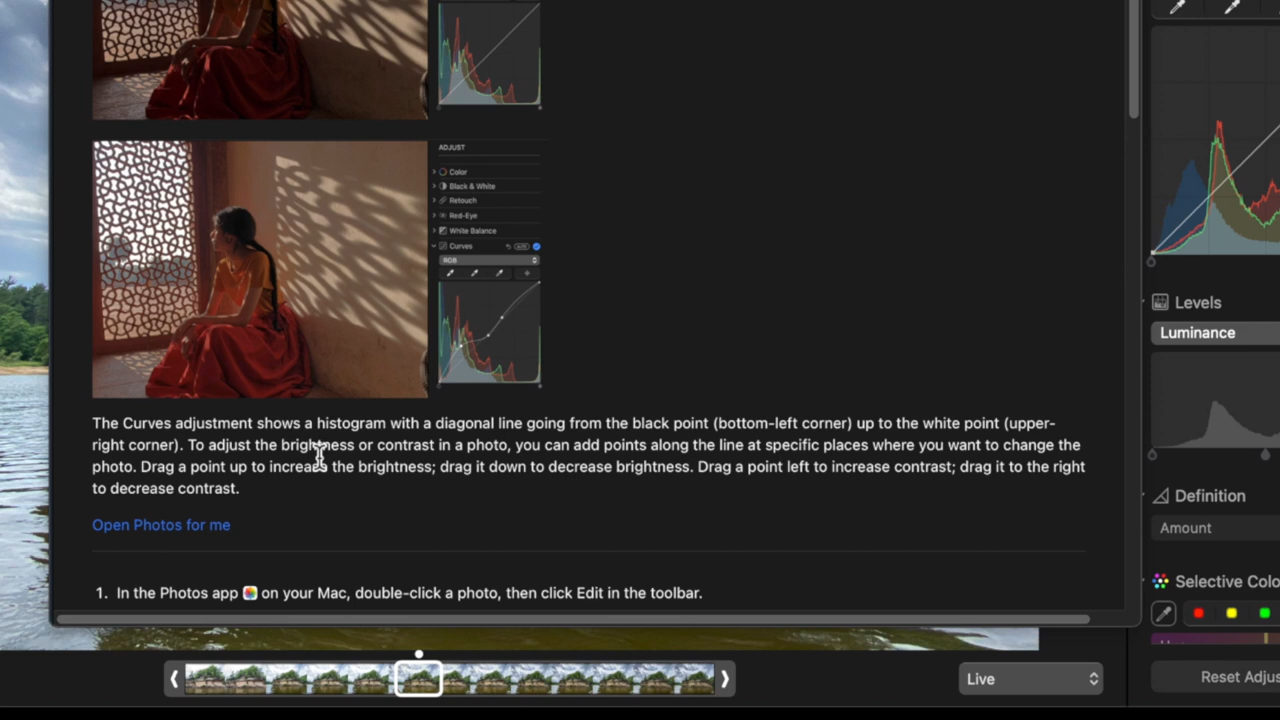 ADJUST
Color
Black & White
Retouch
Red-Eye
White Balance
Curves
AUTO
RGB
The Curves adjustment shows a histogram with a diagonal line going from the black point (bottom-left corner) up to the white point (upper-
right corner). To adjust the brightness or contrast in a photo, you can add points along the line at specific places where you want to change the
photo. Drag a point up to increase the brightness; drag it down to decrease brightness. Drag a point left to increase contrast; drag it to the right
to decrease contrast.
Open Photos for me
1. In the Photos app on your Mac, double-click a photo, then click Edit in the toolbar.
Levels
Luminance
Definition
Amount
Selective Colo
Live
Reset Adjus